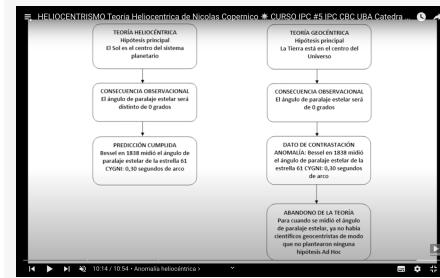 HELIOCENTRISMO Teoría Heliocentrica de Nicolas Copernico ☀ CURSO IPC #5 IPC CBC UBA Catedra ...
TEORÍA HELIOCÉNTRICA
Hipótesis principal
El Sol es el centro del sistema
planetario
CONSECUENCIA OBSERVACIONAL
El ángulo de paralaje estelar será
distinto de 0 grados
PREDICCIÓN CUMPLIDA
Bessel en 1838 midió el ángulo de
paralaje estelar de la estrella 61
CYGNI: 0,30 segundos de arco
TEORÍA GEOCÉNTRICA
Hipótesis principal
La Tierra está en el centro del
Universo
CONSECUENCIA OBSERVACIONAL
El ángulo de paralaje estelar será
de 0 grados
DATO DE CONTRASTACIÓN
ANOMALÍA: Bessel en 1838 midió
el ángulo de paralaje estelar de la
estrella 61 CYGNI: 0,30 segundos
de arco
ABANDONO DE LA TEORÍA
Para cuando se midió el ángulo
de paralaje estelar, ya no había
científicos geocentristas de modo
que no plantearon ninguna
hipótesis Ad Hoc
10:14 / 10:54 • Anomalía heliocéntrica >